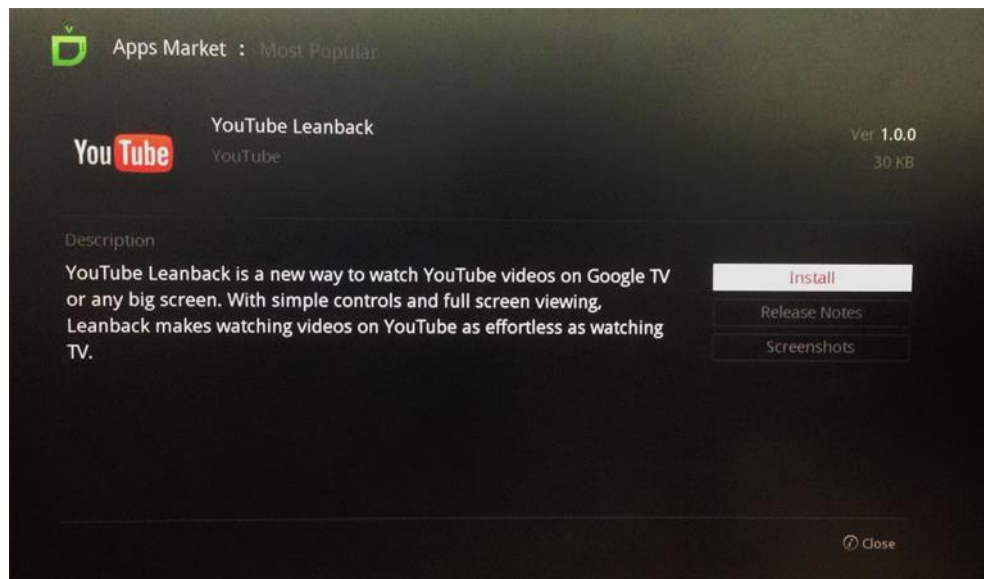 Apps Market : Most Popular
YouTube
YouTube Leanback
YouTube
Ver 1.0.0
30 KB
Description
YouTube Leanback is a new way to watch YouTube videos on Google TV
or any big screen. With simple controls and full screen viewing,
Leanback makes watching videos on YouTube as effortless as watching
TV.
Install
Release Notes
Screenshots
Close